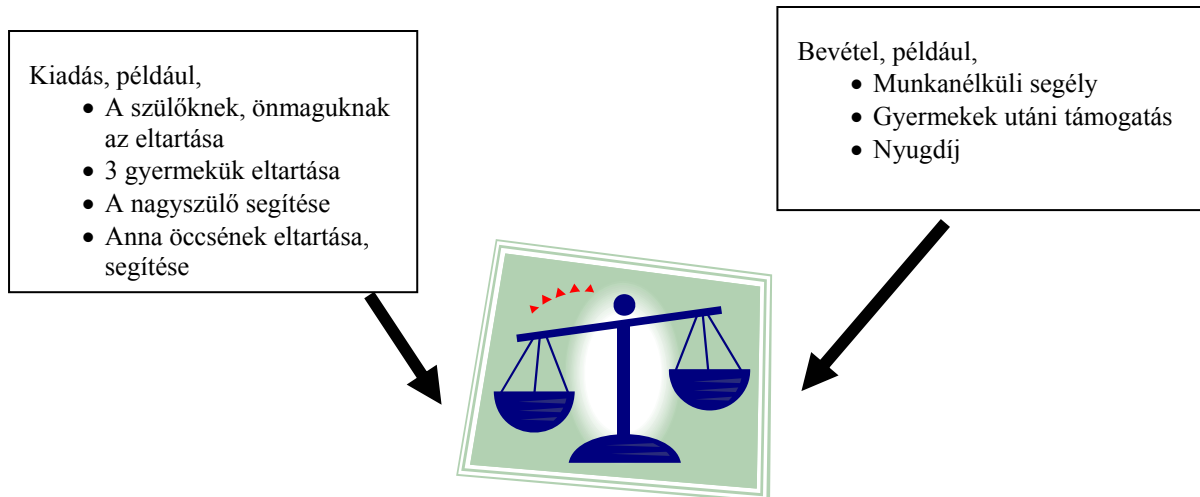 Kiadás, például,
• A szülőknek, önmaguknak
az eltartása
• 3 gyermekük eltartása
• A nagyszülő segítése
• Anna öccsének eltartása,
segítése
Bevétel, például,
• Munkanélküli segély
• Gyermekek utáni támogatás
• Nyugdíj